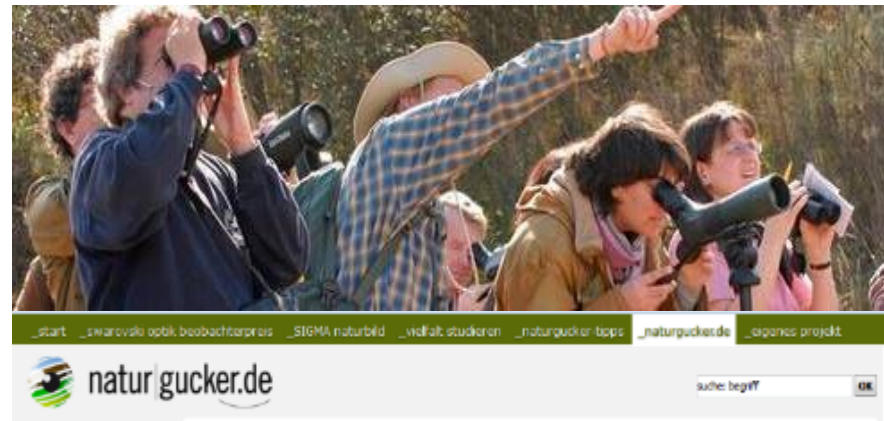 _start _swarovski optik beobachterpreis _SIGMA naturbild _vielfalt studieren _naturgucker-tipps _naturgucker.de _eigenes projekt
natur|gucker.de
suche: begriff OK